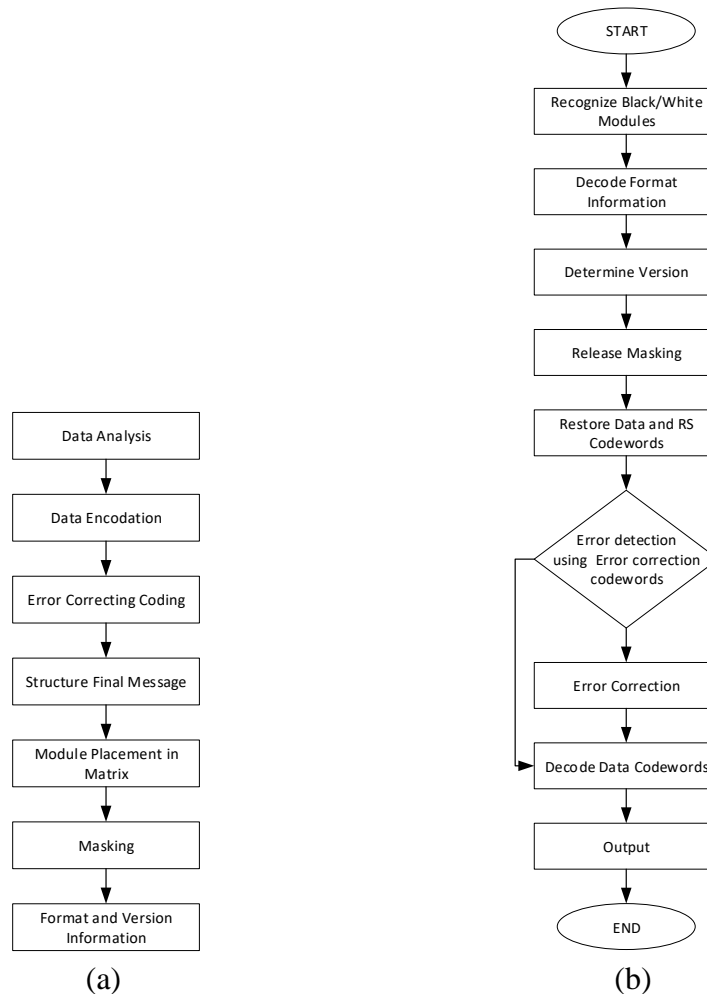 Data Analysis
Data Encodation
Error Correcting Coding
Structure Final Message
Module Placement in
Matrix
Masking
Format and Version
Information
(a)
START
Recognize Black/White
Modules
Decode Format
Information
Determine Version
Release Masking
Restore Data and RS
Codewords
Error detection
using Error correction
codewords
Error Correction
Decode Data Codewords
Output
END
(b)